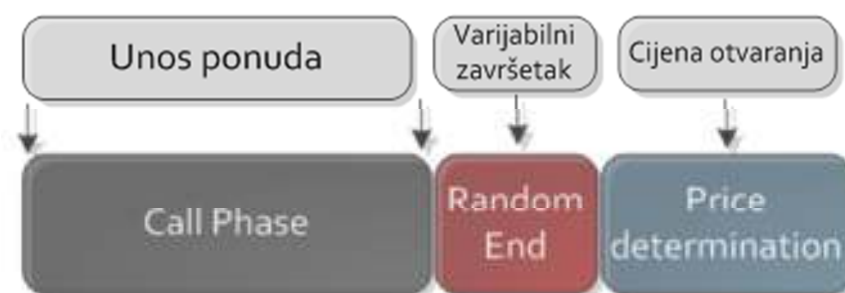 Unos ponuda
Varijabilni
završetak
Cijena otvaranja
Call Phase
Random
End
Price
determination